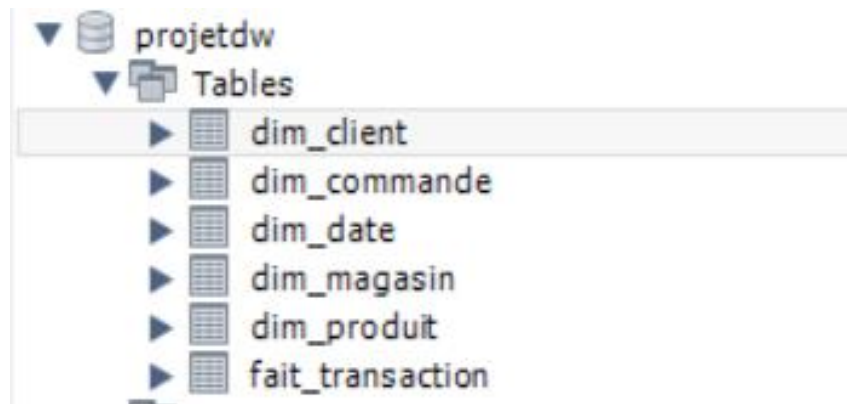 projetdw
Tables
dim_client
dim_commande
dim_date
dim_magasin
dim_produit
fait_transaction